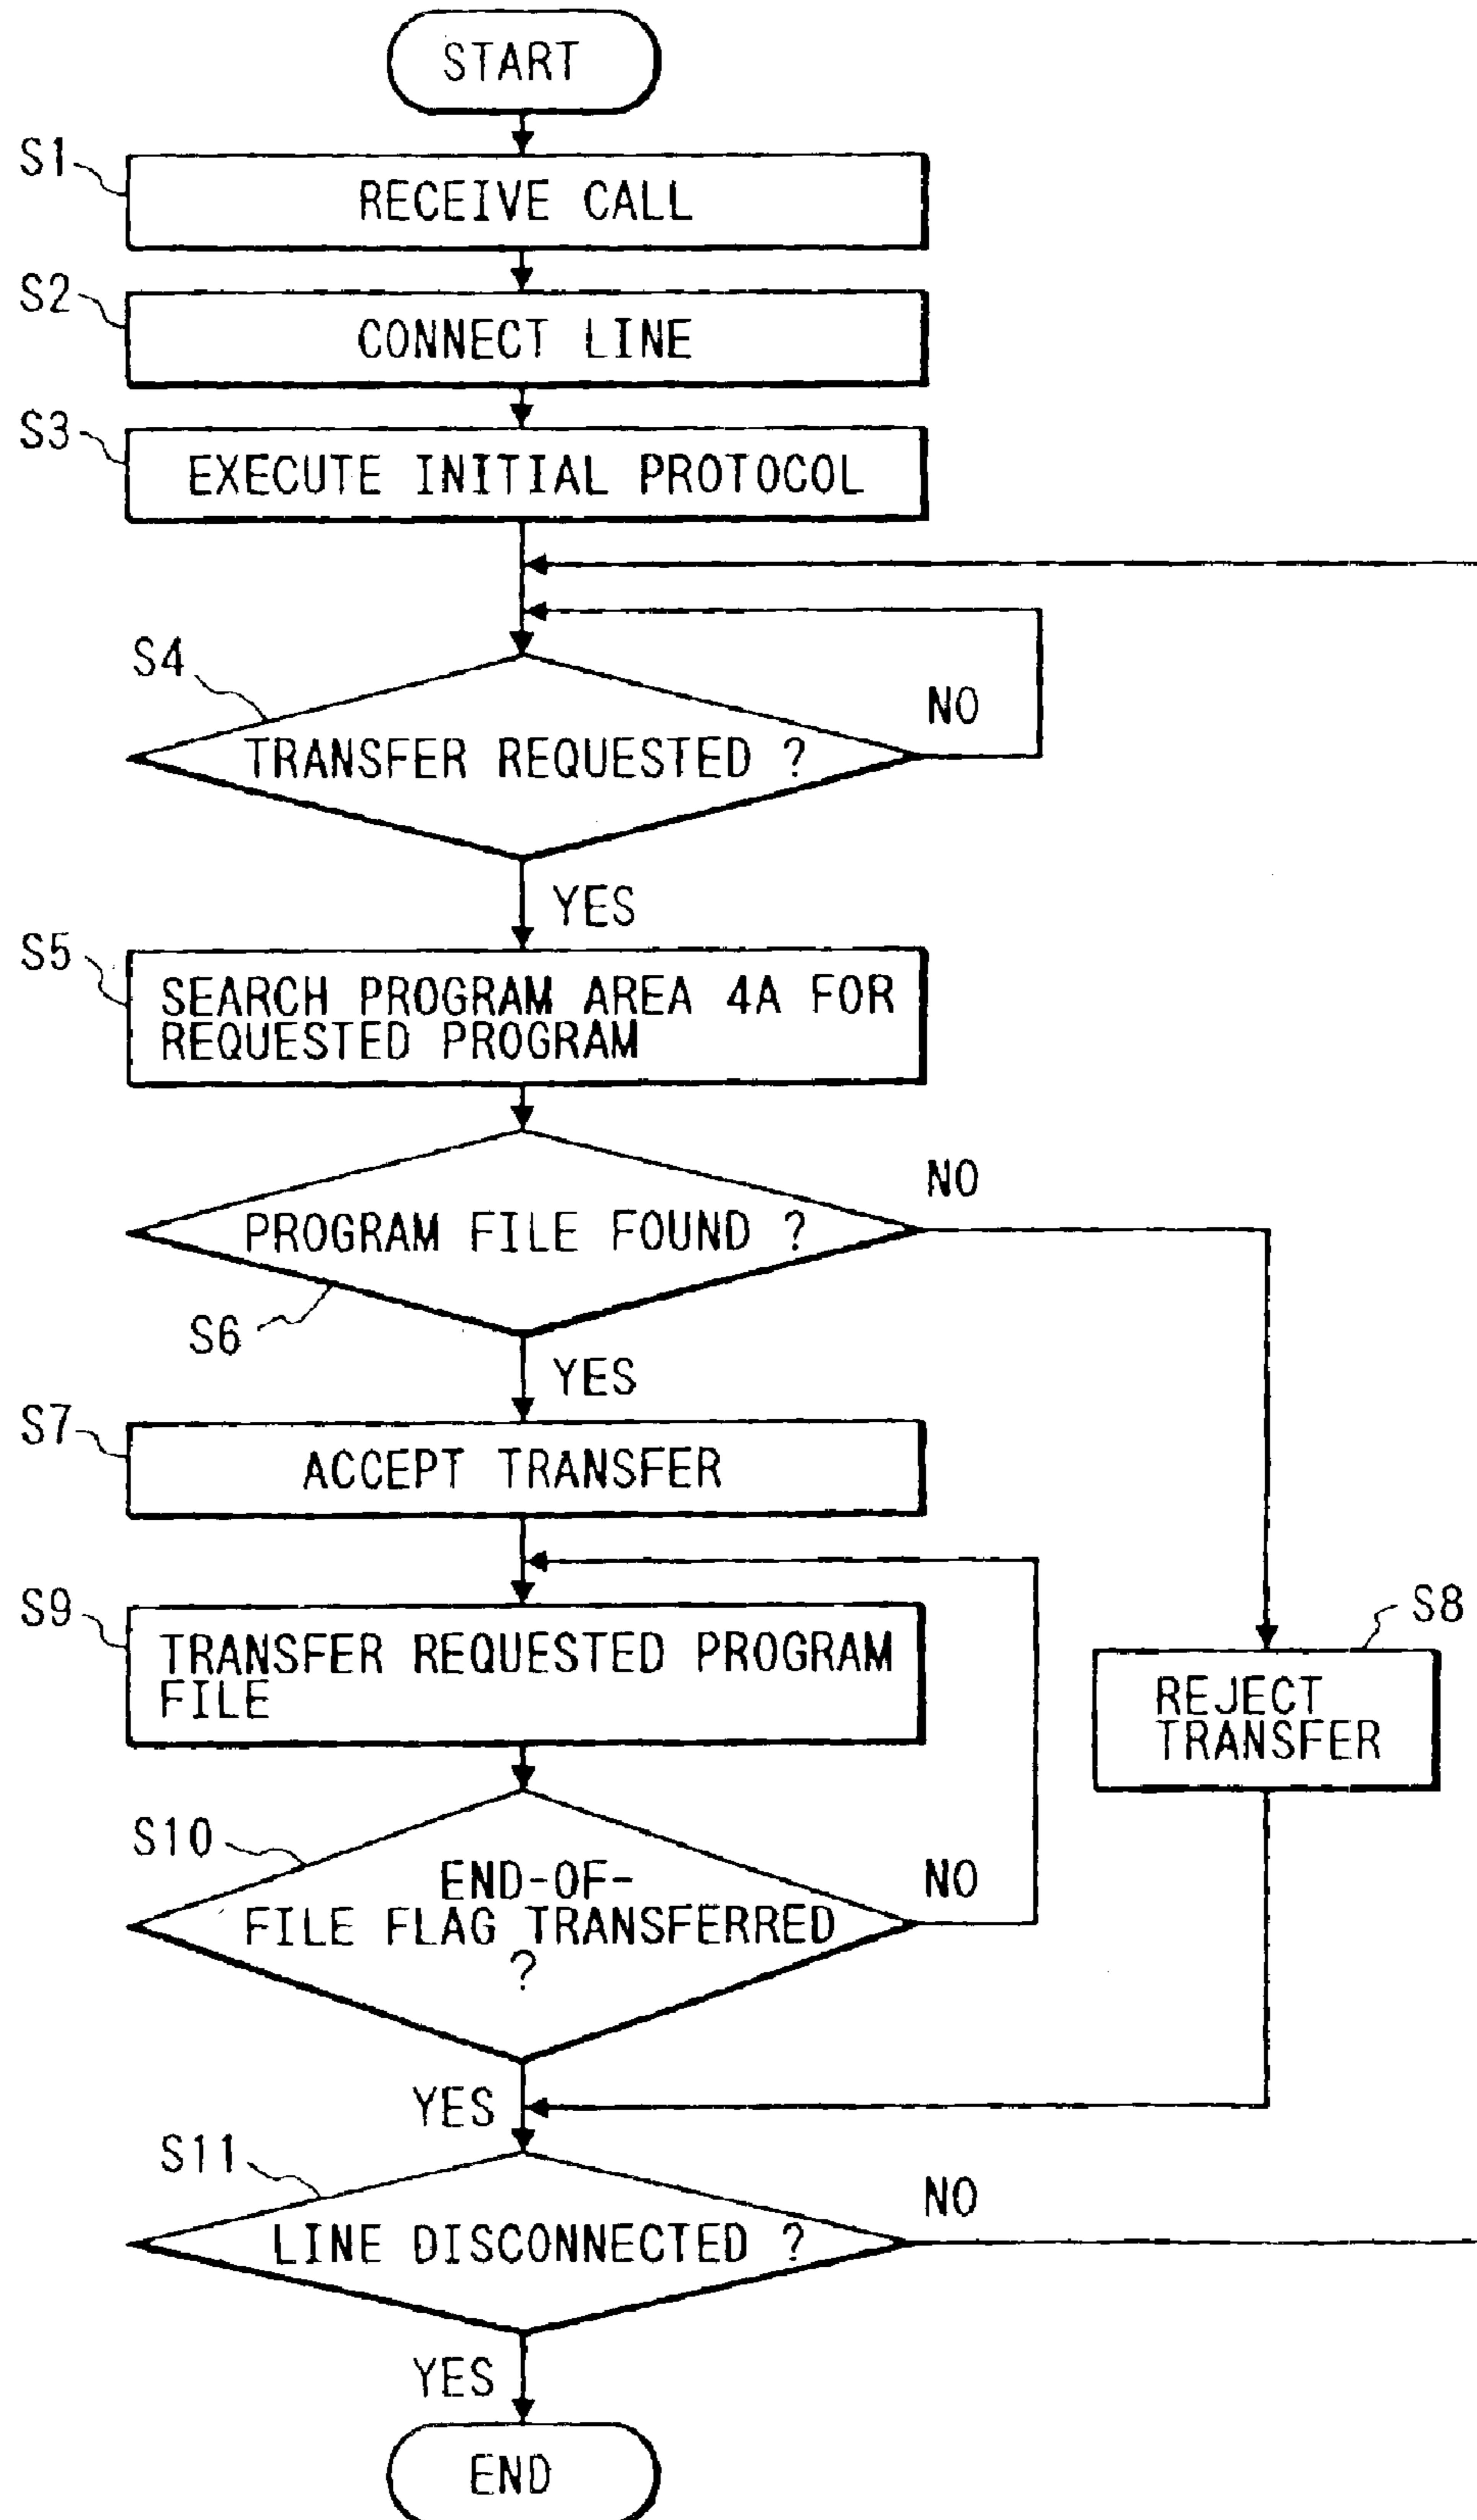 START
S1
RECEIVE CALL
S2
CONNECT LINE
S3
EXECUTE INITIAL PROTOCOL
S4
NO
TRANSFER REQUESTED ?
YES
S5
SEARCH PROGRAM AREA 4A FOR
REQUESTED PROGRAM
NO
PROGRAM FILE FOUND ?
S6
YES
S7
ACCEPT TRANSFER
S9
TRANSFER REQUESTED PROGRAM
FILE
S8
REJECT
TRANSFER
S10
END-OF-
NO
FILE FLAG TRANSFERRED
?
YES
S11
NO
LINE DISCONNECTED ?
YES
END